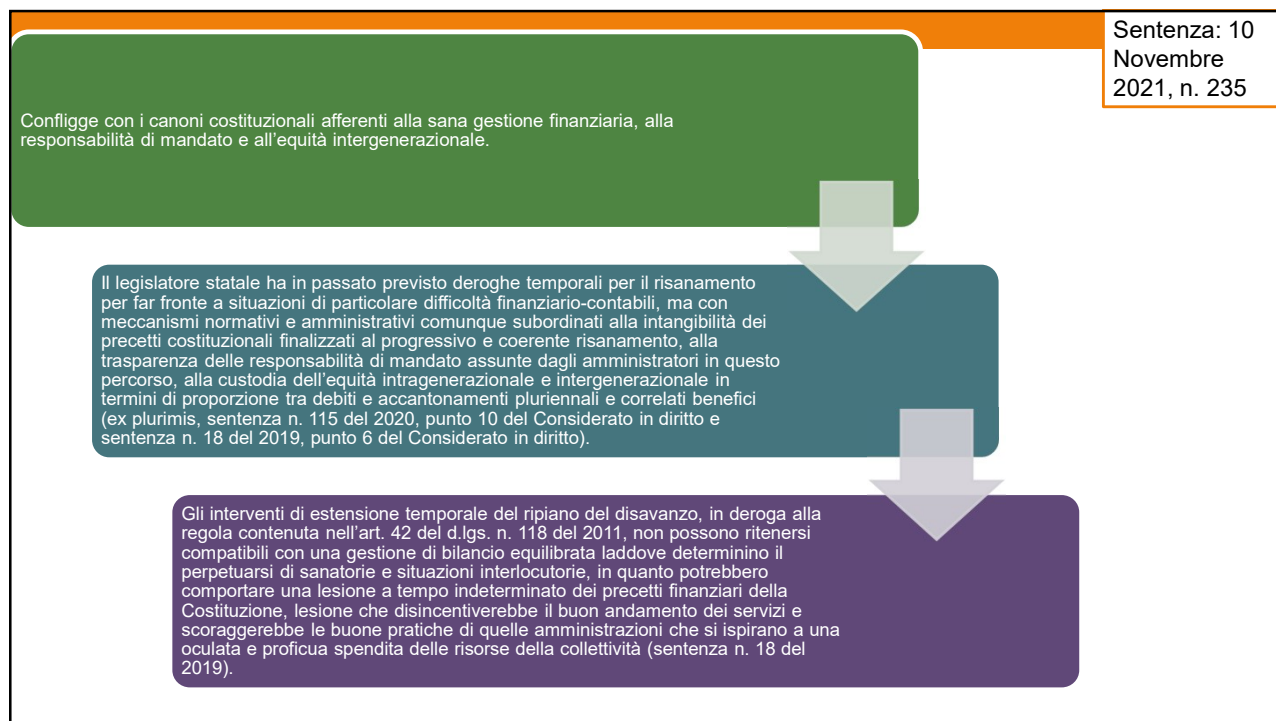 Sentenza: 10
Novembre
2021, n. 235
Confligge con i canoni costituzionali afferenti alla sana gestione finanziaria, alla
responsabilità di mandato e all’equità intergenerazionale.
Il legislatore statale ha in passato previsto deroghe temporali per il risanamento
per far fronte a situazioni di particolare difficoltà finanziario-contabili, ma con
meccanismi normativi e amministrativi comunque subordinati alla intangibilità dei
precetti costituzionali finalizzati al progressivo e coerente risanamento, alla
trasparenza delle responsabilità di mandato assunte dagli amministratori in questo
percorso, alla custodia dell’equità intragenerazionale e intergenerazionale in
termini di proporzione tra debiti e accantonamenti pluriennali e correlati benefici
(ex plurimis, sentenza n. 115 del 2020, punto 10 del Considerato in diritto e
sentenza n. 18 del 2019, punto 6 del Considerato in diritto).
Gli interventi di estensione temporale del ripiano del disavanzo, in deroga alla
regola contenuta nell’art. 42 del d.lgs. n. 118 del 2011, non possono ritenersi
compatibili con una gestione di bilancio equilibrata laddove determinino il
perpetuarsi di sanatorie e situazioni interlocutorie, in quanto potrebbero
comportare una lesione a tempo indeterminato dei precetti finanziari della
Costituzione, lesione che disincentiverebbe il buon andamento dei servizi e
scoraggerebbe le buone pratiche di quelle amministrazioni che si ispirano a una
oculata e proficua spendita delle risorse della collettività (sentenza n. 18 del
2019).